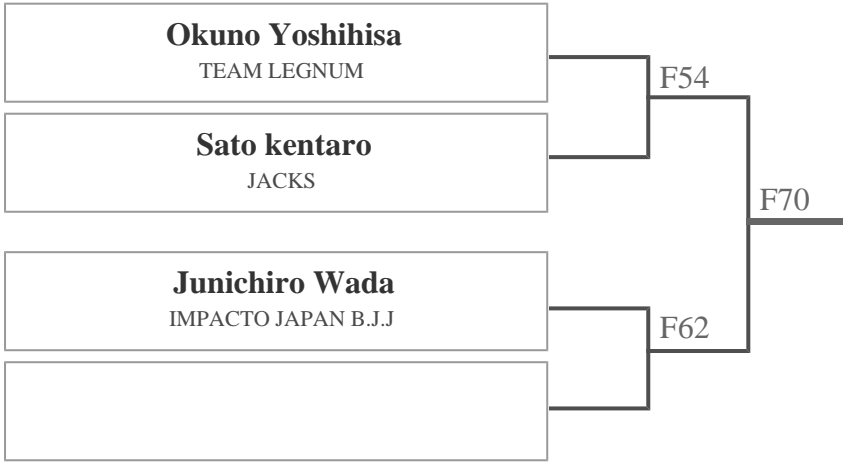 Okuno Yoshihisa
TEAM LEGNUM
F54
Sato kentaro
JACKS
F70
Junichiro Wada
IMPACTO JAPAN B.J.J
F62